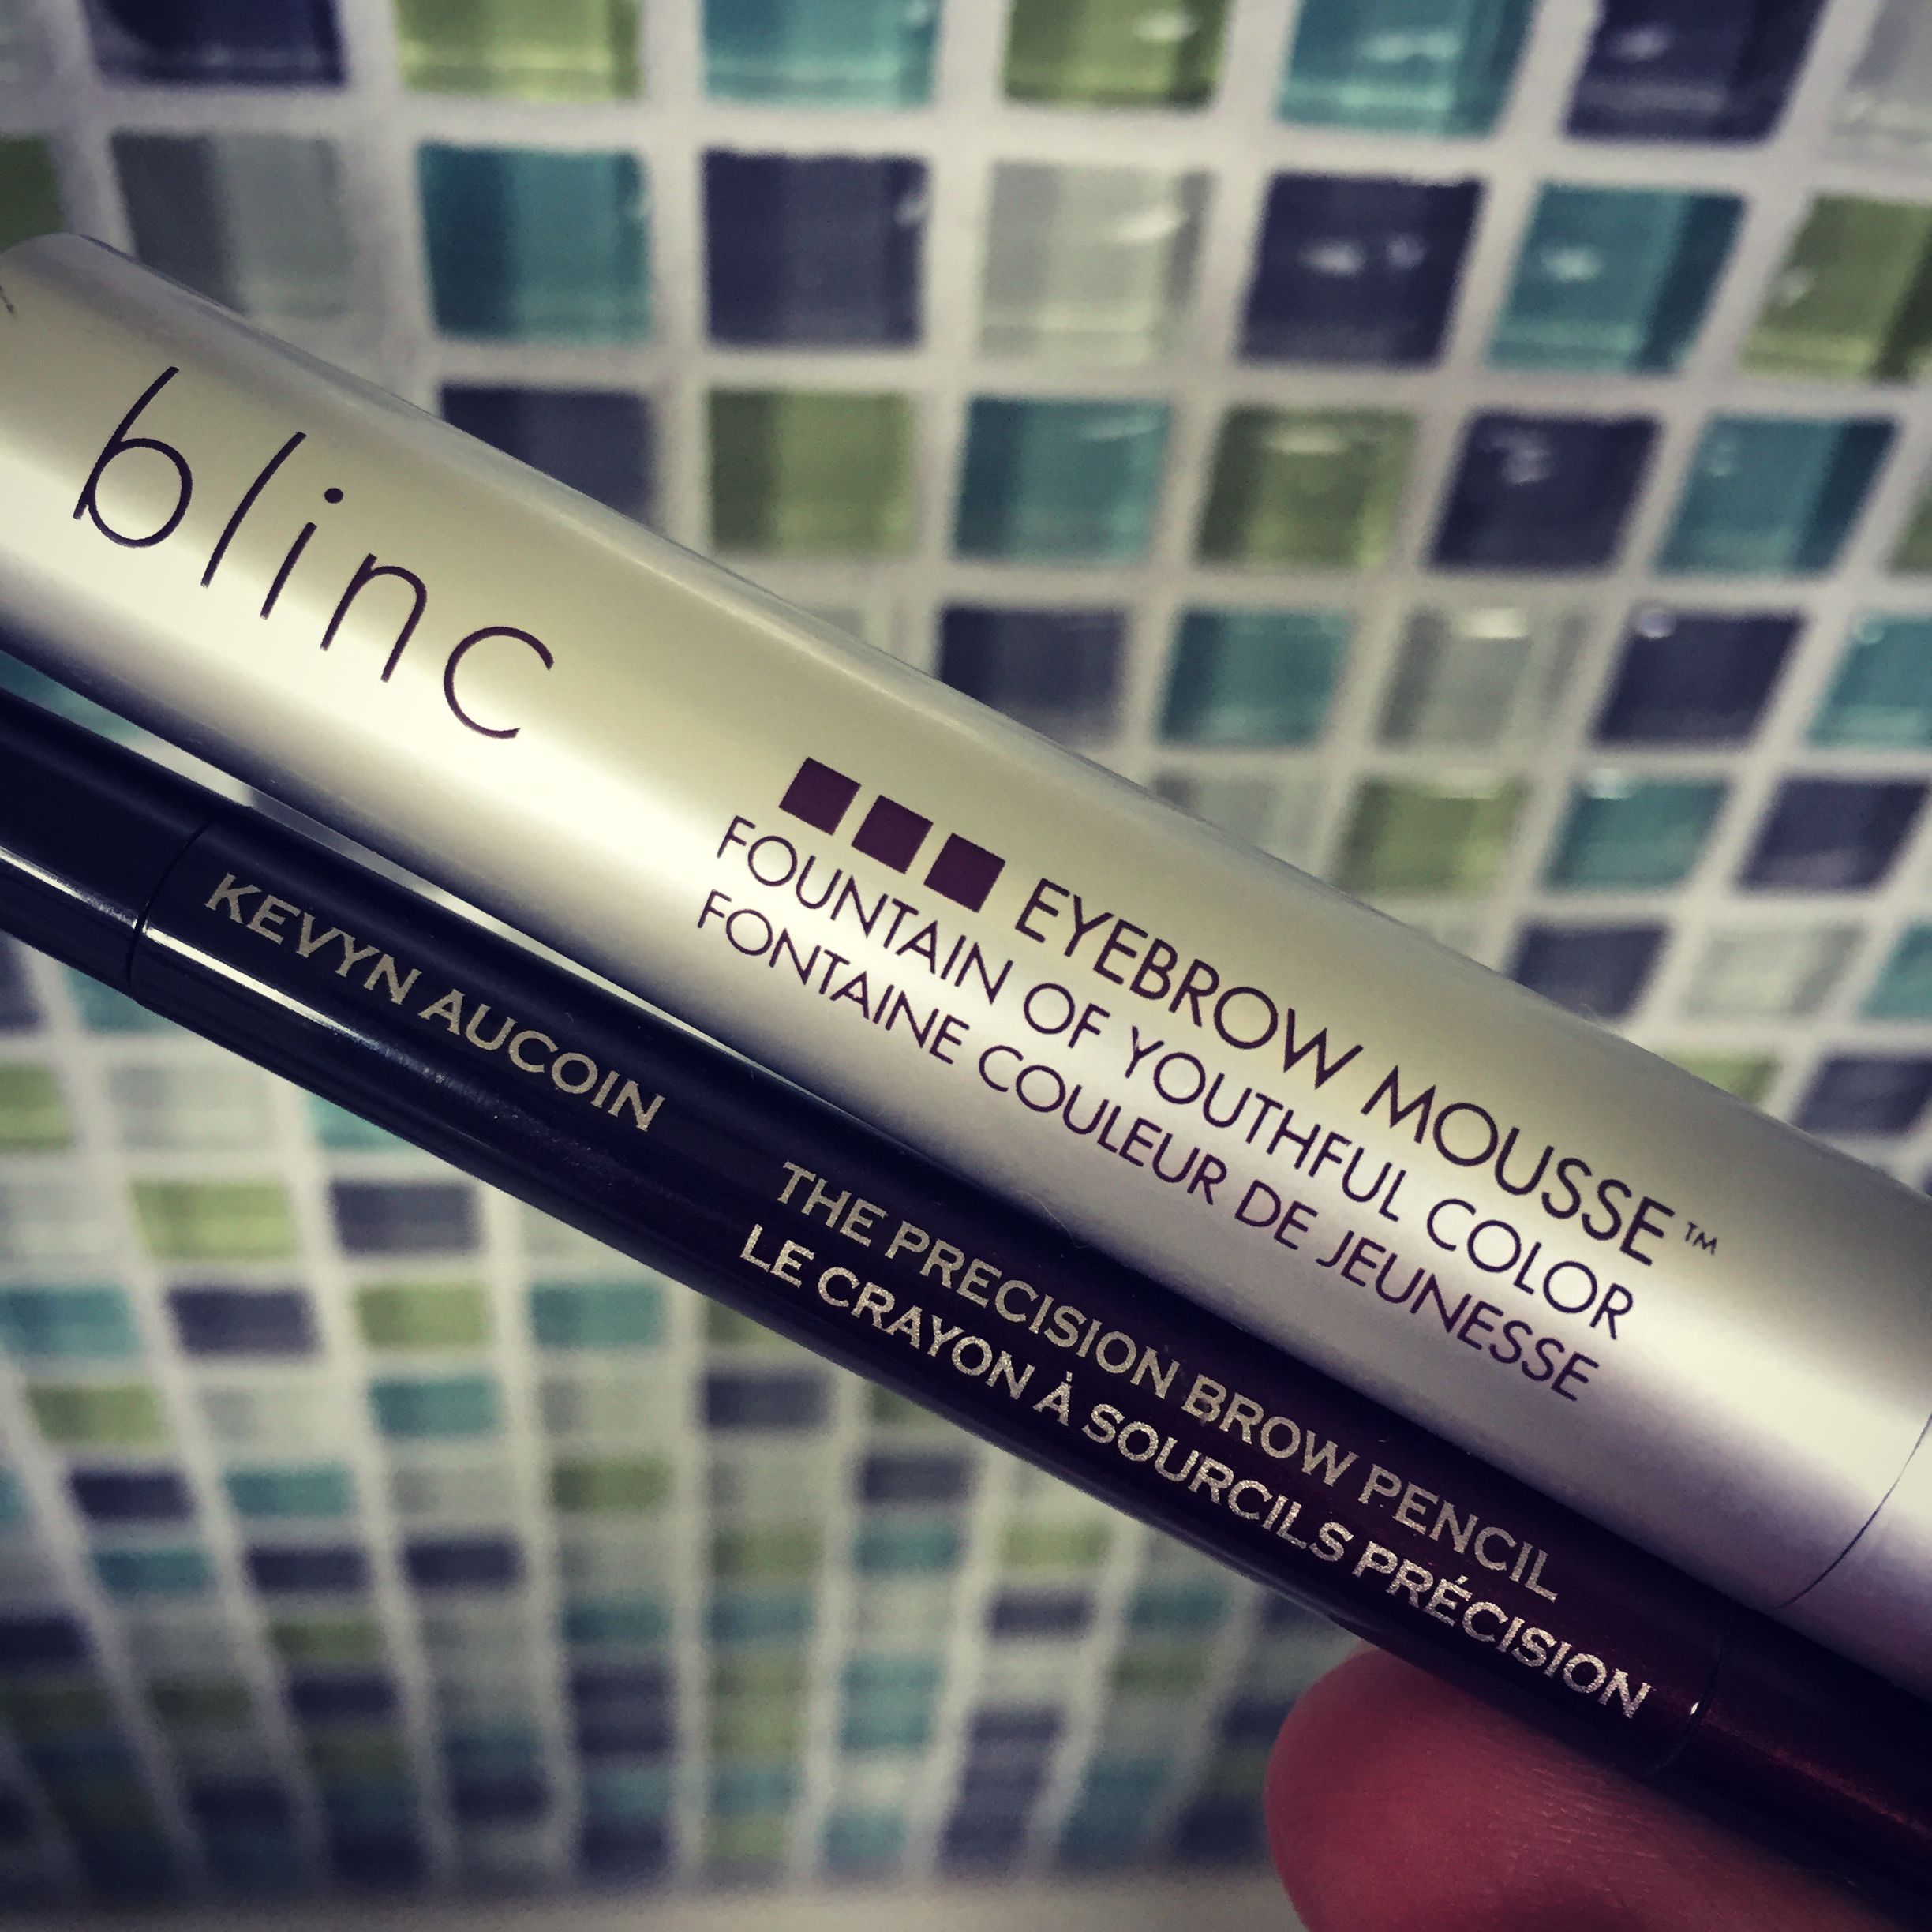 blinc
EYEBROW MOUSSE™
FOUNTAIN OF YOUTHFUL COLOR
FONTAINE COULEUR DE JEUNESSE
KEVYN AUCOIN
THE PRECISION BROW PENCIL
LE CRAYON À SOURCILS PRÉCISION